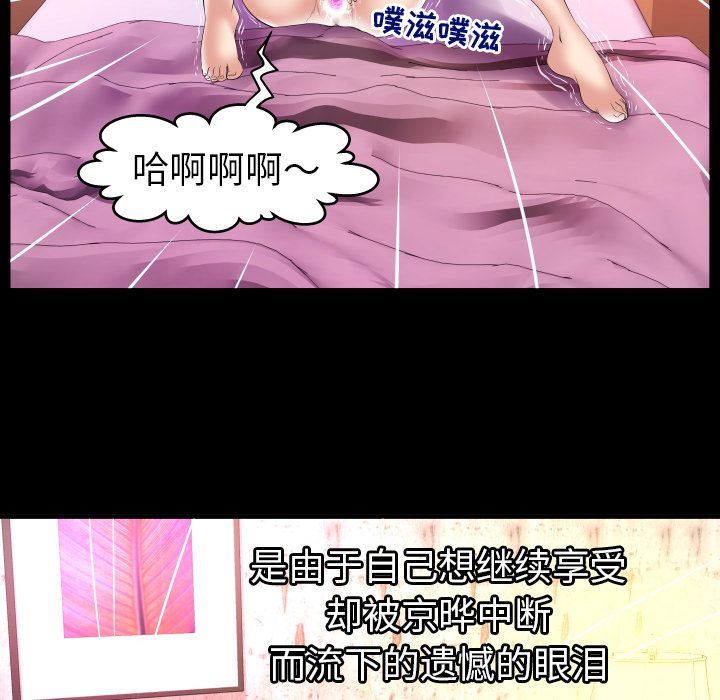 噗滋噗滋
哈啊啊啊～
是由于自己想继续享受
却被京晔中断
而流下的遗憾的眼泪